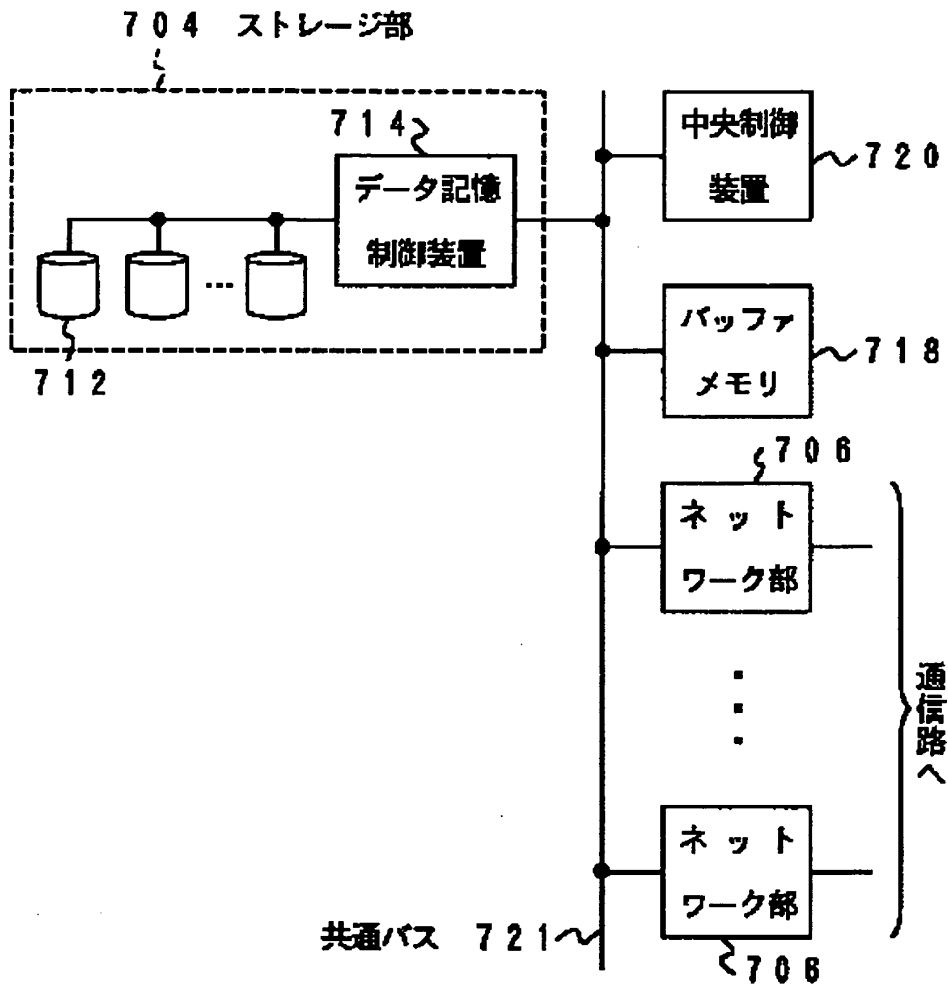 ７０４ ストレージ部
７１４
データ記憶
制御装置
７１２
中央制御
装置
７２０
バッファ
メモリ
７１８
７０６
ネット
ワーク部
通信路へ
ネット
ワーク部
７０６
共通バス ７２１